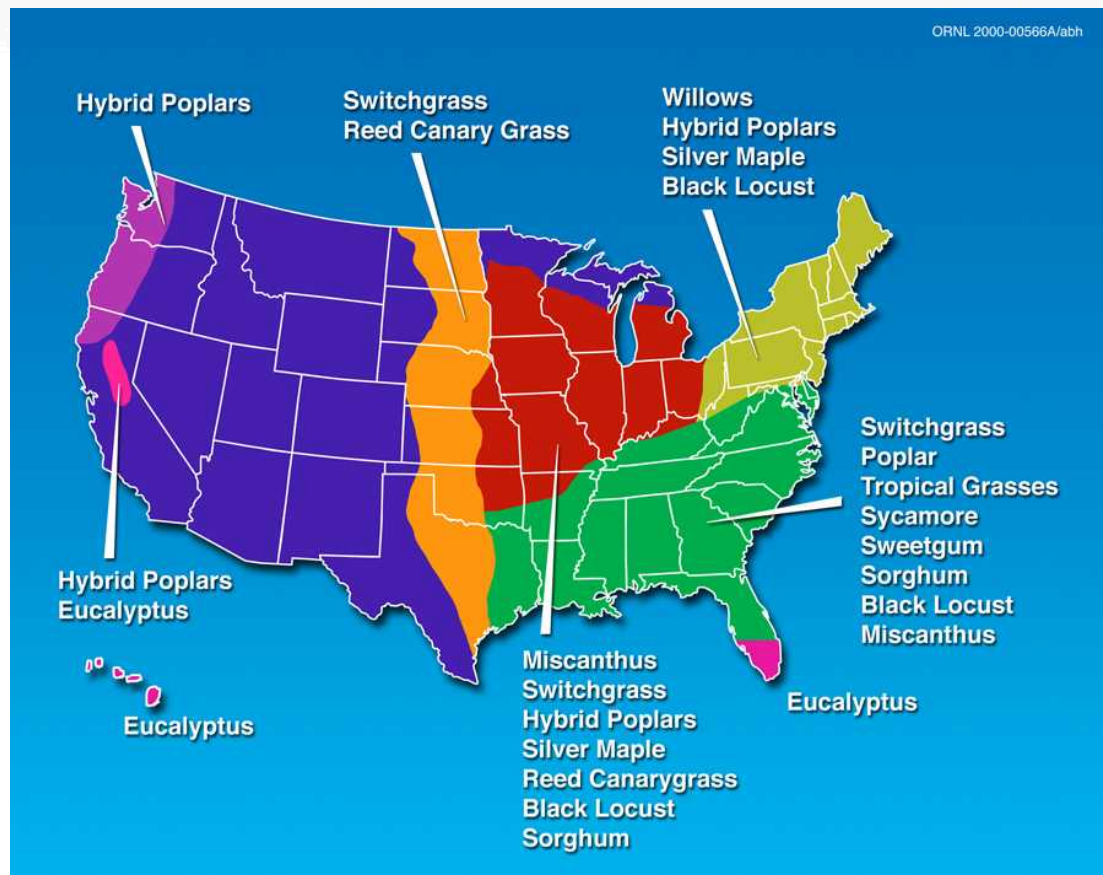 ORNL 2000-00566A/abh
Hybrid Poplars
Switchgrass
Reed Canary Grass
Willows
Hybrid Poplars
Silver Maple
Black Locust
Switchgrass
Poplar
Tropical Grasses
Sycamore
Sweetgum
Sorghum
Black Locust
Miscanthus
Hybrid Poplars
Eucalyptus
Eucalyptus
Miscanthus
Switchgrass
Hybrid Poplars
Silver Maple
Reed Canarygrass
Black Locust
Sorghum
Eucalyptus